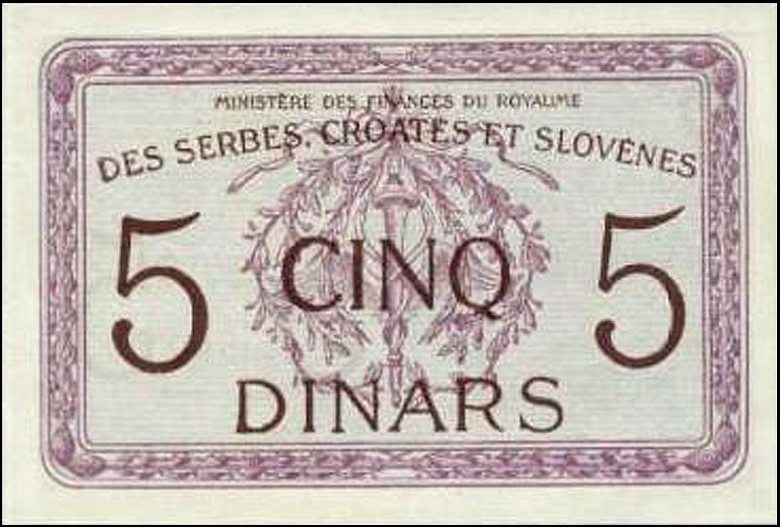 MINISTÈRE DES FINANCES DU ROYAUME
DES SERBES, CROATES ET SLOVÈNES
5 CINQ 5
DINARS